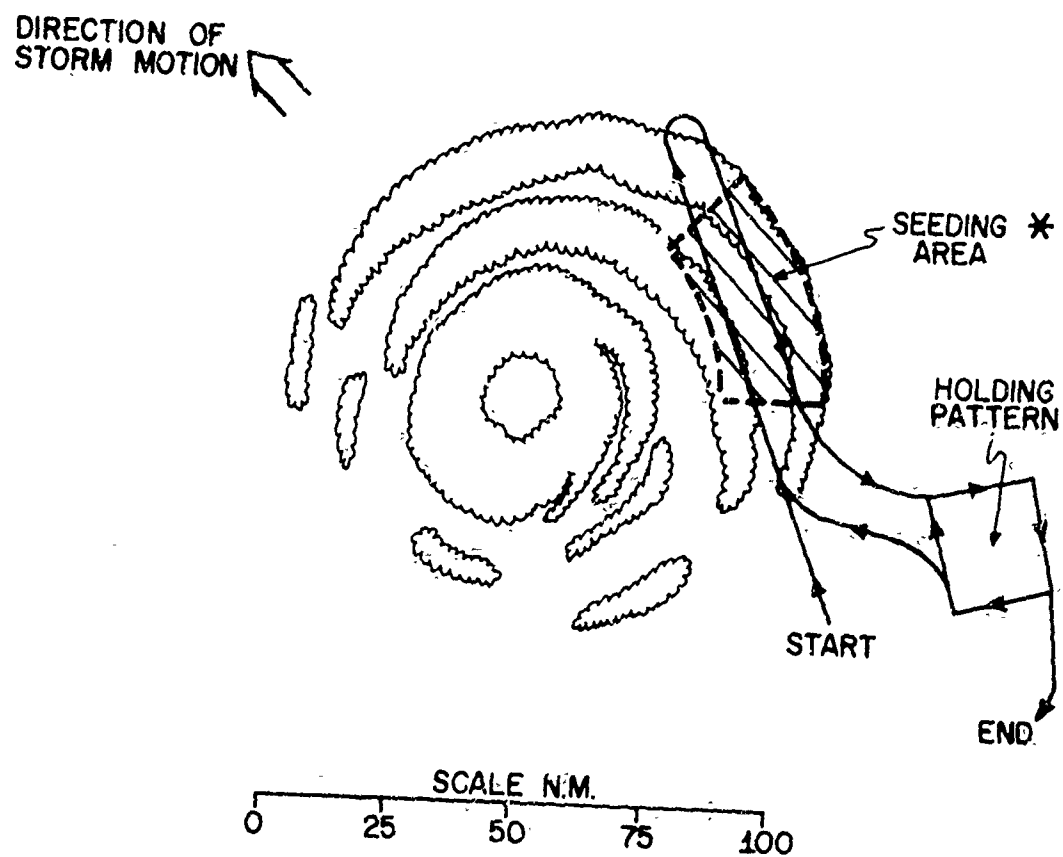 DIRECTION OF
STORM MOTION
SEEDING *
AREA
HOLDING
PATTERN
START
END
SCALE N.M.
0 25 50 75 100